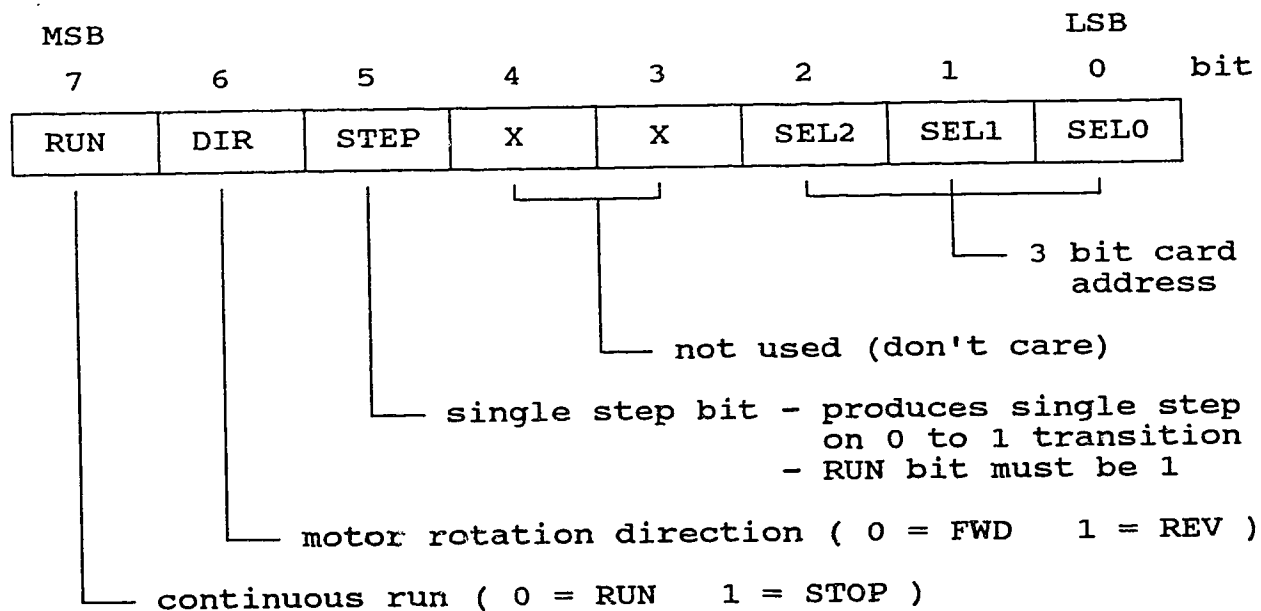 MSB LSB
7 6 5 4 3 2 1 0 bit
RUN DIR STEP X X SEL2 SEL1 SEL0
3 bit card
address
not used (don't care)
single step bit - produces single step
on 0 to 1 transition
- RUN bit must be 1
motor rotation direction ( 0 = FWD 1 = REV )
continuous run ( 0 = RUN 1 = STOP )